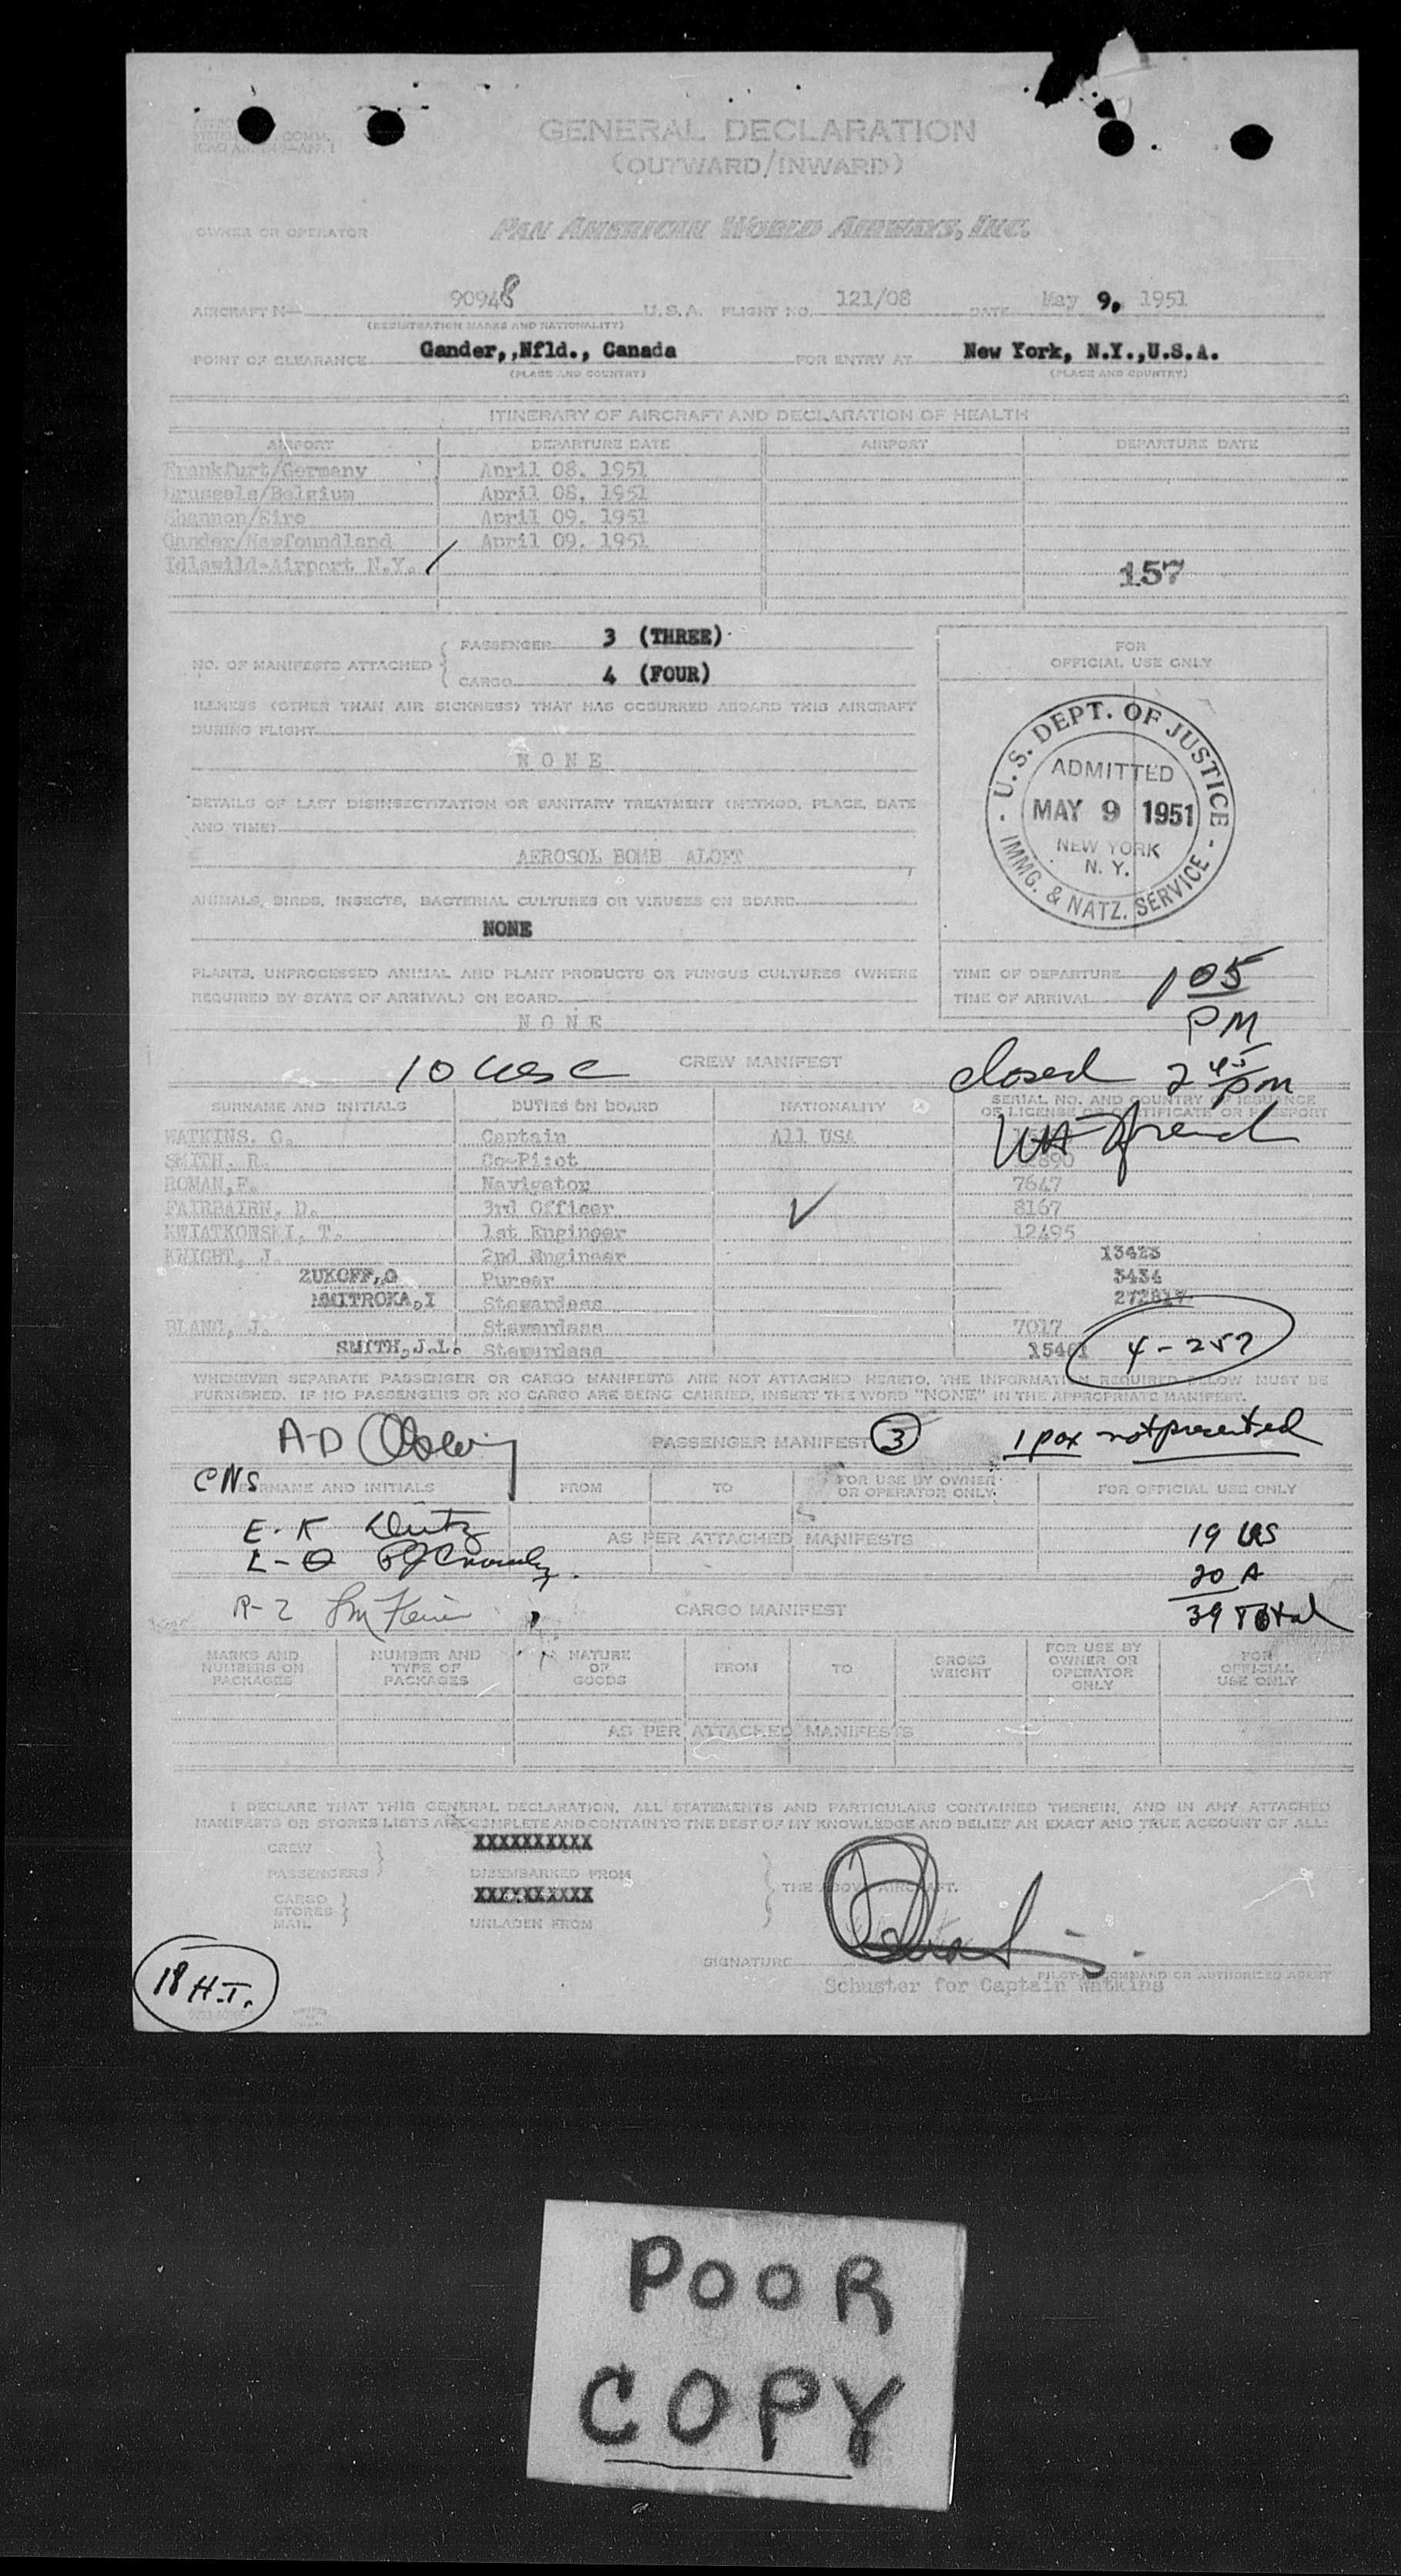 GENERAL DECLARATION
(OUTWARD/INWARD)
OWNER OR OPERATOR PAN AMERICAN WORLD AIRWAYS, INC.
AIRCRAFT N— 90948 U.S.A. FLIGHT NO. 121/08 DATE May 9, 1951
(REGISTRATION MARKS AND NATIONALITY)
POINT OF CLEARANCE Gander,,Nfld., Canada FOR ENTRY AT New York, N.Y.,U.S.A.
(PLACE AND COUNTRY) (PLACE AND COUNTRY)
ITINERARY OF AIRCRAFT AND DECLARATION OF HEALTH
AIRPORT DEPARTURE DATE AIRPORT DEPARTURE DATE
Frankfurt/Germany April 08. 1951
Brussels/Belgium April 08. 1951
Shannon/Eire April 09. 1951
Gander/Newfoundland April 09. 1951
Idlewild-Airport N.Y.
157
NO. OF MANIFESTS ATTACHED
PASSENGER 3 (THREE)
CARGO 4 (FOUR)
FOR
OFFICIAL USE ONLY
ILLNESS (OTHER THAN AIR SICKNESS) THAT HAS OCCURRED ABOARD THIS AIRCRAFT
DURING FLIGHT
NONE
DETAILS OF LAST DISINSECTIZATION OR SANITARY TREATMENT (METHOD, PLACE, DATE
AND TIME)
AEROSOL BOMB ALOFT
ANIMALS, BIRDS, INSECTS, BACTERIAL CULTURES OR VIRUSES ON BOARD
NONE
PLANTS, UNPROCESSED ANIMAL AND PLANT PRODUCTS OR FUNGUS CULTURES (WHERE
REQUIRED BY STATE OF ARRIVAL) ON BOARD
NONE
U.S. DEPT. OF JUSTICE
ADMITTED
MAY 9 1951
NEW YORK
N. Y.
IMMG. & NATZ. SERVICE
TIME OF DEPARTURE
TIME OF ARRIVAL 1 05
PM
10 usc CREW MANIFEST closed 2 45 pm
SURNAME AND INITIALS DUTIES ON BOARD NATIONALITY SERIAL NO. AND COUNTRY OF ISSUANCE
OF LICENSE OR CERTIFICATE OR PASSPORT
WATKINS, O. Captain All USA
SMITH, R. Co-Pilot
ROMAN, F. Navigator 7647
FAIRBAIRN, D. 3rd Officer 8167
KWIATKOWSKI, T. 1st Engineer 12495
KNIGHT, J. 2nd Engineer 13423
ZUKOFF,,G Purser 3434
MMITROKA,I Stewardess 272817
BLANC, J. Stewardess 7017
SMITH,J.L. Stewardess 15461
4-257
WHENEVER SEPARATE PASSENGER OR CARGO MANIFESTS ARE NOT ATTACHED HERETO, THE INFORMATION REQUIRED BELOW MUST BE
FURNISHED. IF NO PASSENGERS OR NO CARGO ARE BEING CARRIED, INSERT THE WORD "NONE" IN THE APPROPRIATE MANIFEST.
A-D PASSENGER MANIFEST 3 1 pax not presented
CNS
SURNAME AND INITIALS FROM TO FOR USE BY OWNER
OR OPERATOR ONLY FOR OFFICIAL USE ONLY
E-K
AS PER ATTACHED MANIFESTS 19 US
L-Q
20 A
R-Z CARGO MANIFEST 39 Total
MARKS AND
NUMBERS ON
PACKAGES
NUMBER AND
TYPE OF
PACKAGES
NATURE
OF
GOODS
FROM
TO
GROSS
WEIGHT
FOR USE BY
OWNER OR
OPERATOR
ONLY
FOR
OFFICIAL
USE ONLY
AS PER ATTACHED MANIFESTS
I DECLARE THAT THIS GENERAL DECLARATION, ALL STATEMENTS AND PARTICULARS CONTAINED THEREIN, AND IN ANY ATTACHED
MANIFESTS OR STORES LISTS ARE COMPLETE AND CONTAIN TO THE BEST OF MY KNOWLEDGE AND BELIEF AN EXACT AND TRUE ACCOUNT OF ALL:
CREW XXXXXXXXXX
PASSENGERS DISEMBARKED FROM
THE ABOVE AIRCRAFT.
CARGO XXXXXXXXXX
STORES
MAIL UNLADEN FROM
SIGNATURE
PILOT-IN-COMMAND OR AUTHORIZED AGENT
Schuster for Captain Watkins
18 H.I.
POOR
COPY